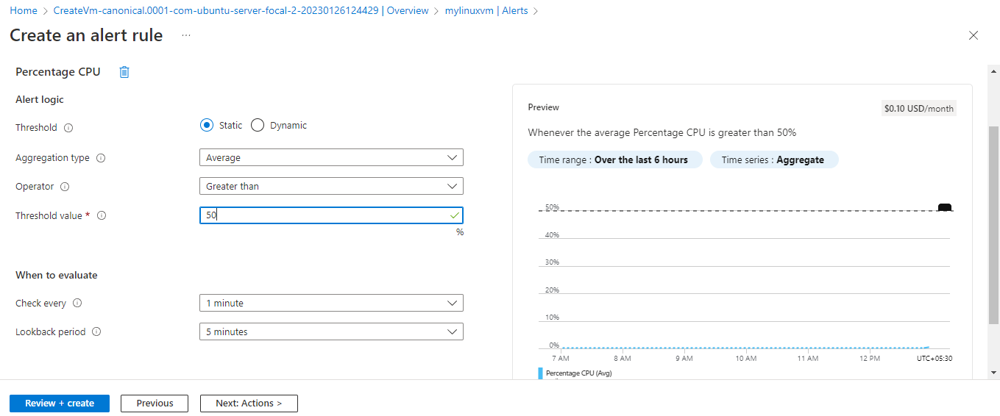 Home > CreateVm-canonical.0001-com-ubuntu-server-focal-2-20230126124429 | Overview > mylinuxvm | Alerts >
Create an alert rule ...
Percentage CPU
Alert logic
Threshold
Static
Dynamic
Aggregation type
Average
Operator
Greater than
Threshold value *
50
%
When to evaluate
Check every
1 minute
Lookback period
5 minutes
Preview
$0.10 USD/month
Whenever the average Percentage CPU is greater than 50%
Time range : Over the last 6 hours
Time series : Aggregate
50%
40%
30%
20%
10%
0%
7 AM 8 AM 9 AM 10 AM 11 AM 12 PM UTC+05:30
Percentage CPU (Avg)
Review + create
Previous
Next: Actions >